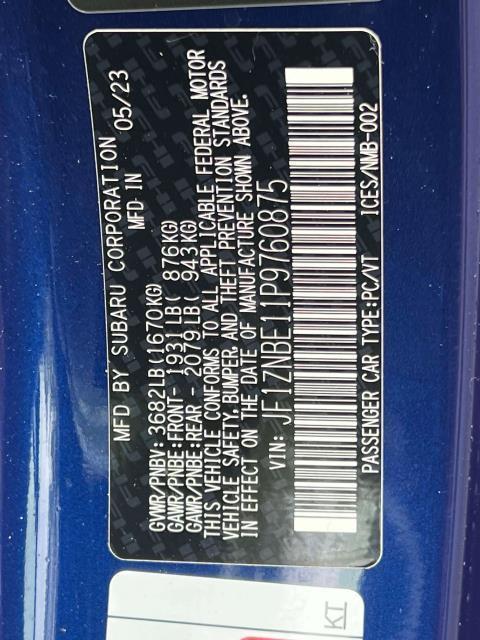 MFD BY SUBARU CORPORATION 05/23
MFD IN
GVWR/PNBV: 3682LB(1670KG)
GAWR/PNBE:FRONT- 1931LB( 876KG)
GAWR/PNBE:REAR - 2079LB( 943KG)
THIS VEHICLE CONFORMS TO ALL APPLICABLE FEDERAL MOTOR
VEHICLE SAFETY, BUMPER, AND THEFT PREVENTION STANDARDS
IN EFFECT ON THE DATE OF MANUFACTURE SHOWN ABOVE.
VIN: JF1ZNBE11P9760875
PASSENGER CAR TYPE:PC/VT ICES/NMB-002
KT